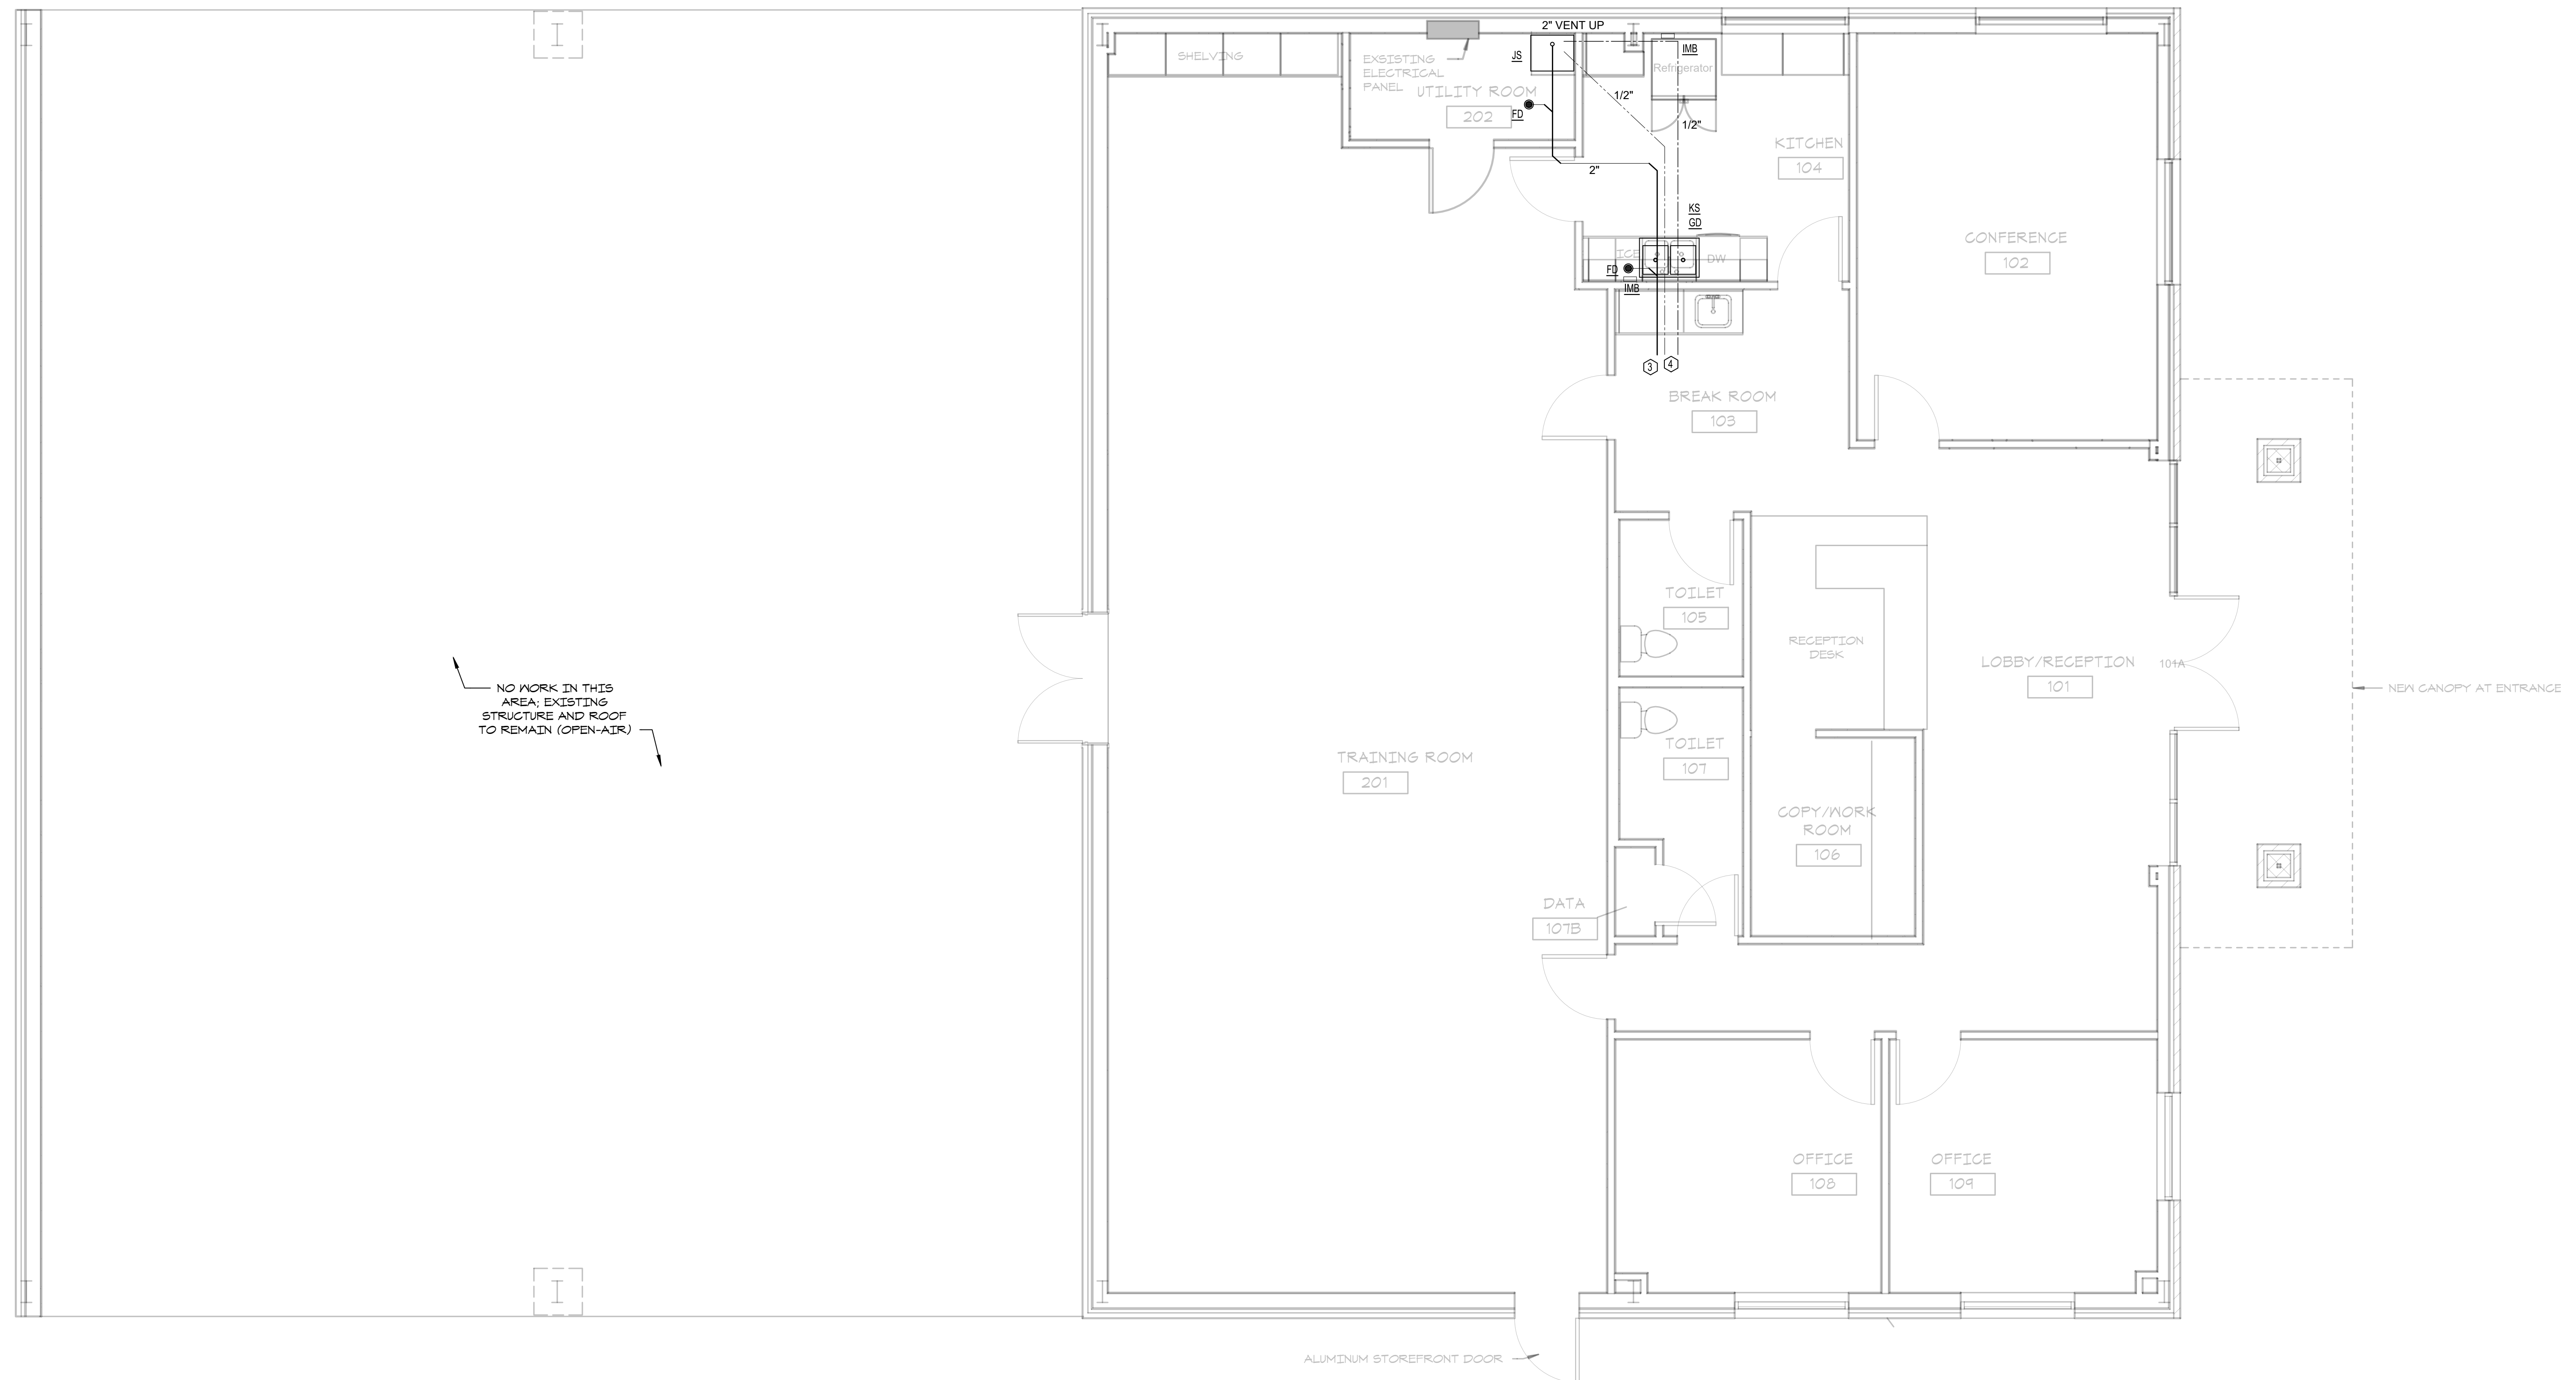 2" VENT UP
SHELVING
EXSISTING
ELECTRICAL
PANEL
JS
IMB
Refrigerator
UTILITY ROOM
202
FD
1/2"
1/2"
KITCHEN
104
2"
KS
GD
ICE
DW
FD
IMB
CONFERENCE
102
3
4
BREAK ROOM
103
TOILET
105
RECEPTION
DESK
LOBBY/RECEPTION
101
101A
NEW CANOPY AT ENTRANCE
NO WORK IN THIS
AREA; EXISTING
STRUCTURE AND ROOF
TO REMAIN (OPEN-AIR)
TRAINING ROOM
201
TOILET
107
COPY/WORK
ROOM
106
DATA
107B
OFFICE
108
OFFICE
109
ALUMINUM STOREFRONT DOOR